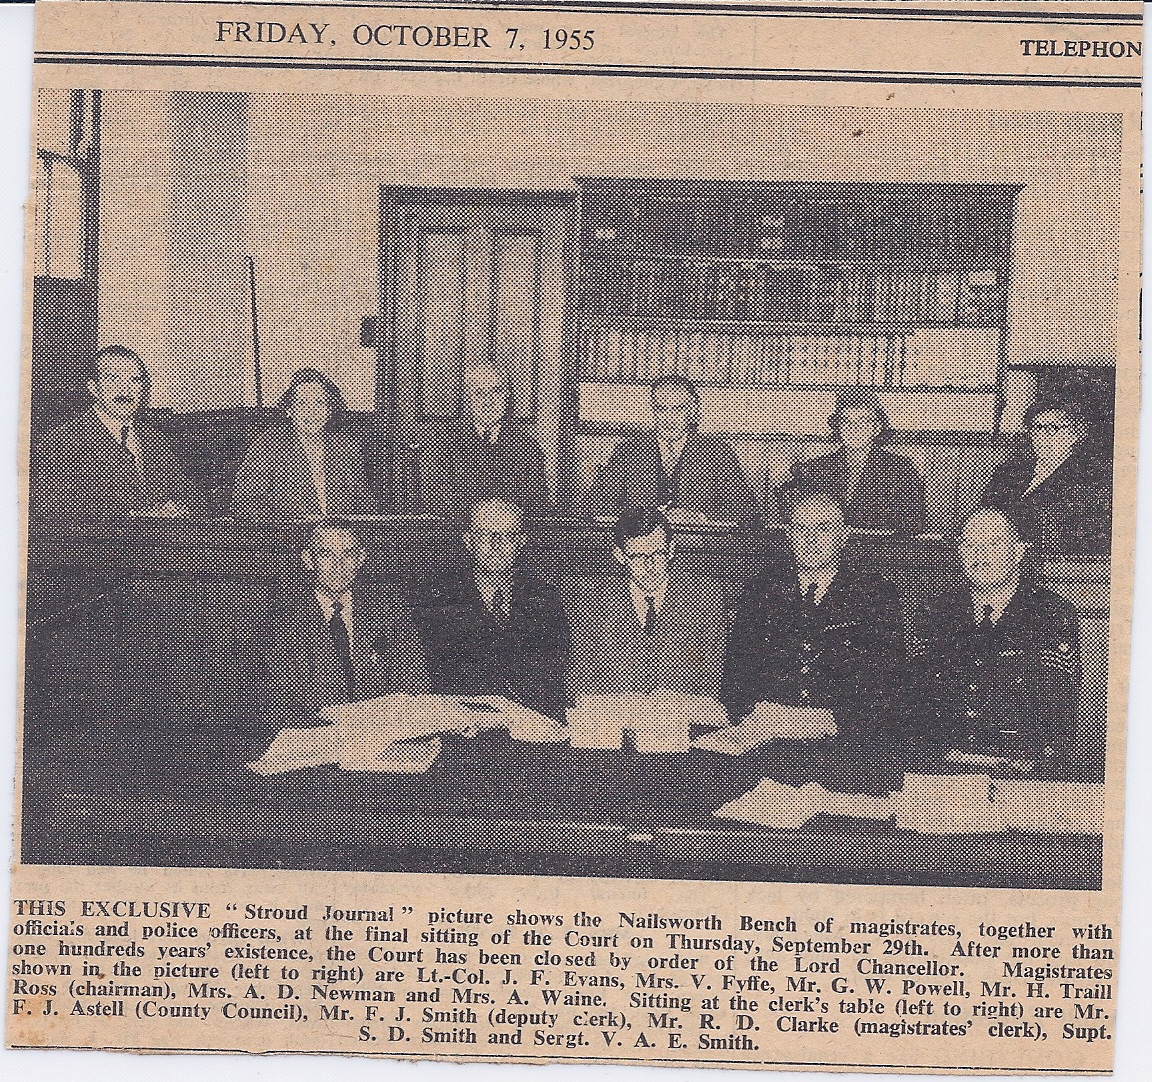 FRIDAY, OCTOBER 7, 1955
TELEPHON
THIS EXCLUSIVE “Stroud Journal” picture shows the Nailsworth Bench of magistrates, together with
officials and police officers, at the final sitting of the Court on Thursday, September 29th. After more than
one hundreds years' existence, the Court has been closed by order of the Lord Chancellor. Magistrates
shown in the picture (left to right) are Lt.-Col. J. F. Evans, Mrs. V. Fyffe, Mr. G. W. Powell, Mr. H. Traill
Ross (chairman), Mrs. A. D. Newman and Mrs. A. Waine. Sitting at the clerk's table (left to right) are Mr.
F. J. Astell (County Council), Mr. F. J. Smith (deputy clerk), Mr. R. D. Clarke (magistrates' clerk), Supt.
S. D. Smith and Sergt. V. A. E. Smith.